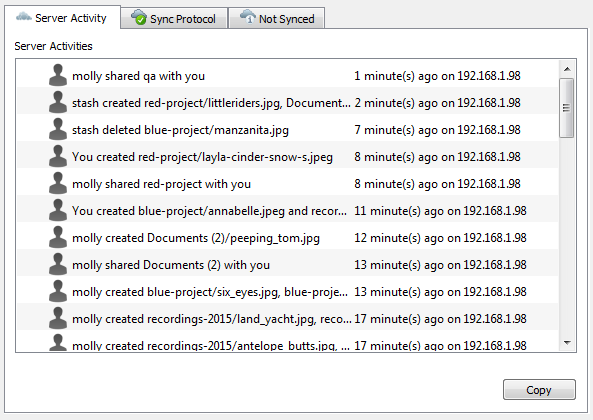 Server Activity Sync Protocol Not Synced
Server Activities
molly shared qa with you 1 minute(s) ago on 192.168.1.98
stash created red-project/littleriders.jpg, Document... 2 minute(s) ago on 192.168.1.98
stash deleted blue-project/manzanita.jpg 7 minute(s) ago on 192.168.1.98
You created red-project/layla-cinder-snow-s.jpeg 8 minute(s) ago on 192.168.1.98
molly shared red-project with you 8 minute(s) ago on 192.168.1.98
You created blue-project/annabelle.jpeg and recor... 11 minute(s) ago on 192.168.1.98
molly created Documents (2)/peeping_tom.jpg 12 minute(s) ago on 192.168.1.98
molly shared Documents (2) with you 13 minute(s) ago on 192.168.1.98
molly created blue-project/six_eyes.jpg, blue-proje... 13 minute(s) ago on 192.168.1.98
molly created recordings-2015/land_yacht.jpg, reco... 17 minute(s) ago on 192.168.1.98
molly created recordings-2015/antelope_butts.jpg, ... 17 minute(s) ago on 192.168.1.98
Copy